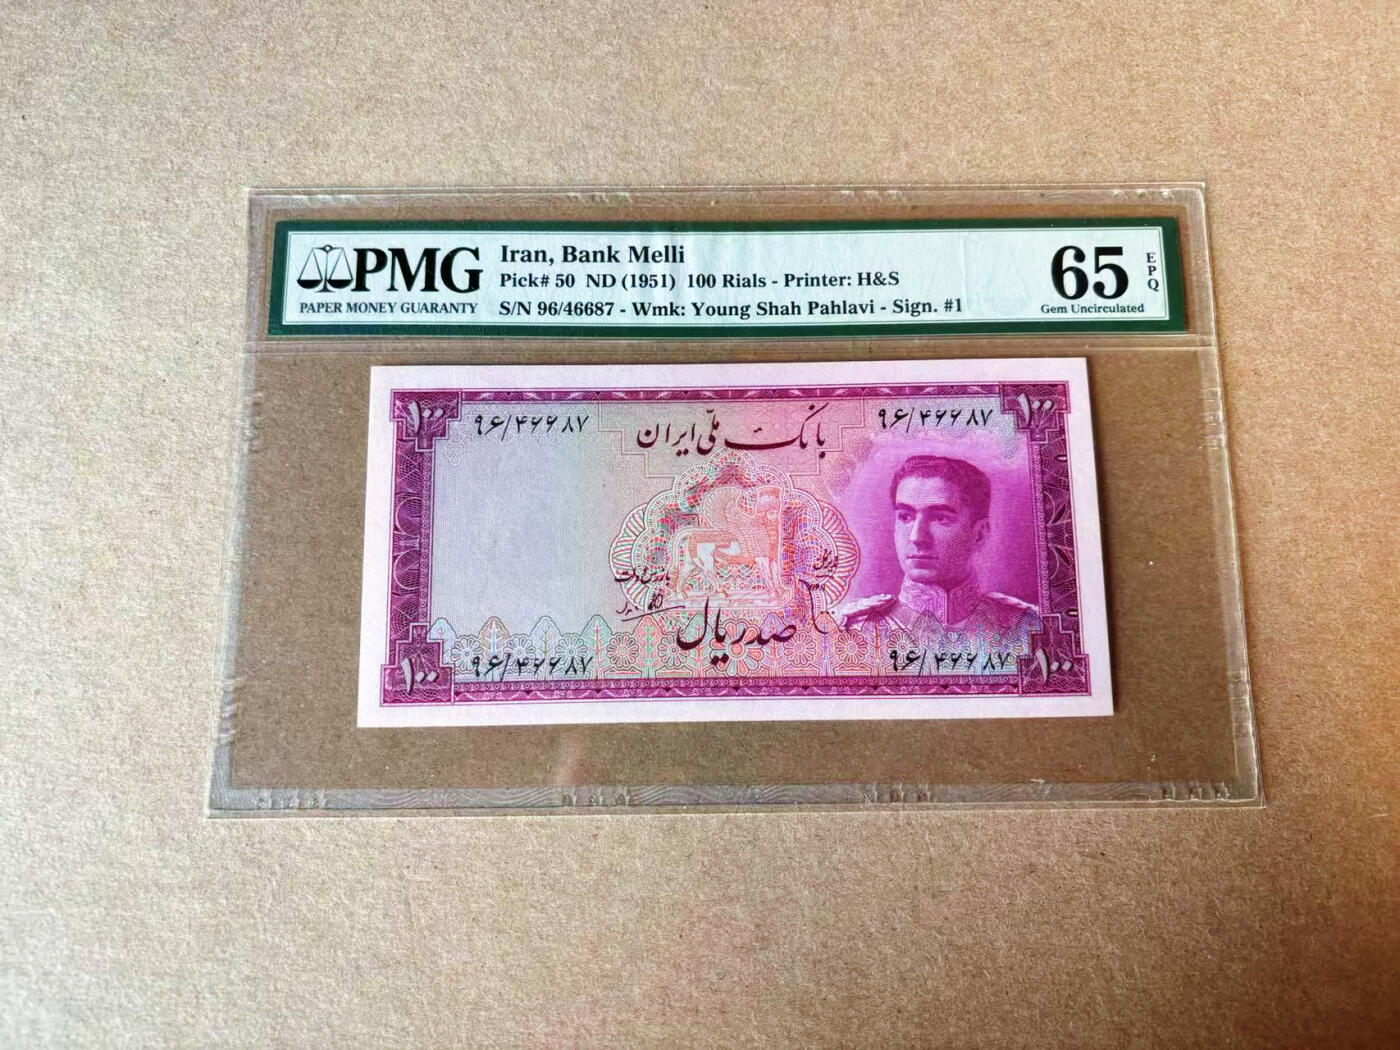 PMG
PAPER MONEY GUARANTY
Iran, Bank Melli
Pick# 50 ND (1951) 100 Rials - Printer: H&S
S/N 96/46687 - Wmk: Young Shah Pahlavi - Sign. #1
65
EPQ
Gem Uncirculated
۱۰۰
۹۶/۴۶۶۸۷
بانک ملّی ایران
۹۶/۴۶۶۸۷
۱۰۰
صد ریال
۱۰۰
۹۶/۴۶۶۸۷
۹۶/۴۶۶۸۷
۱۰۰